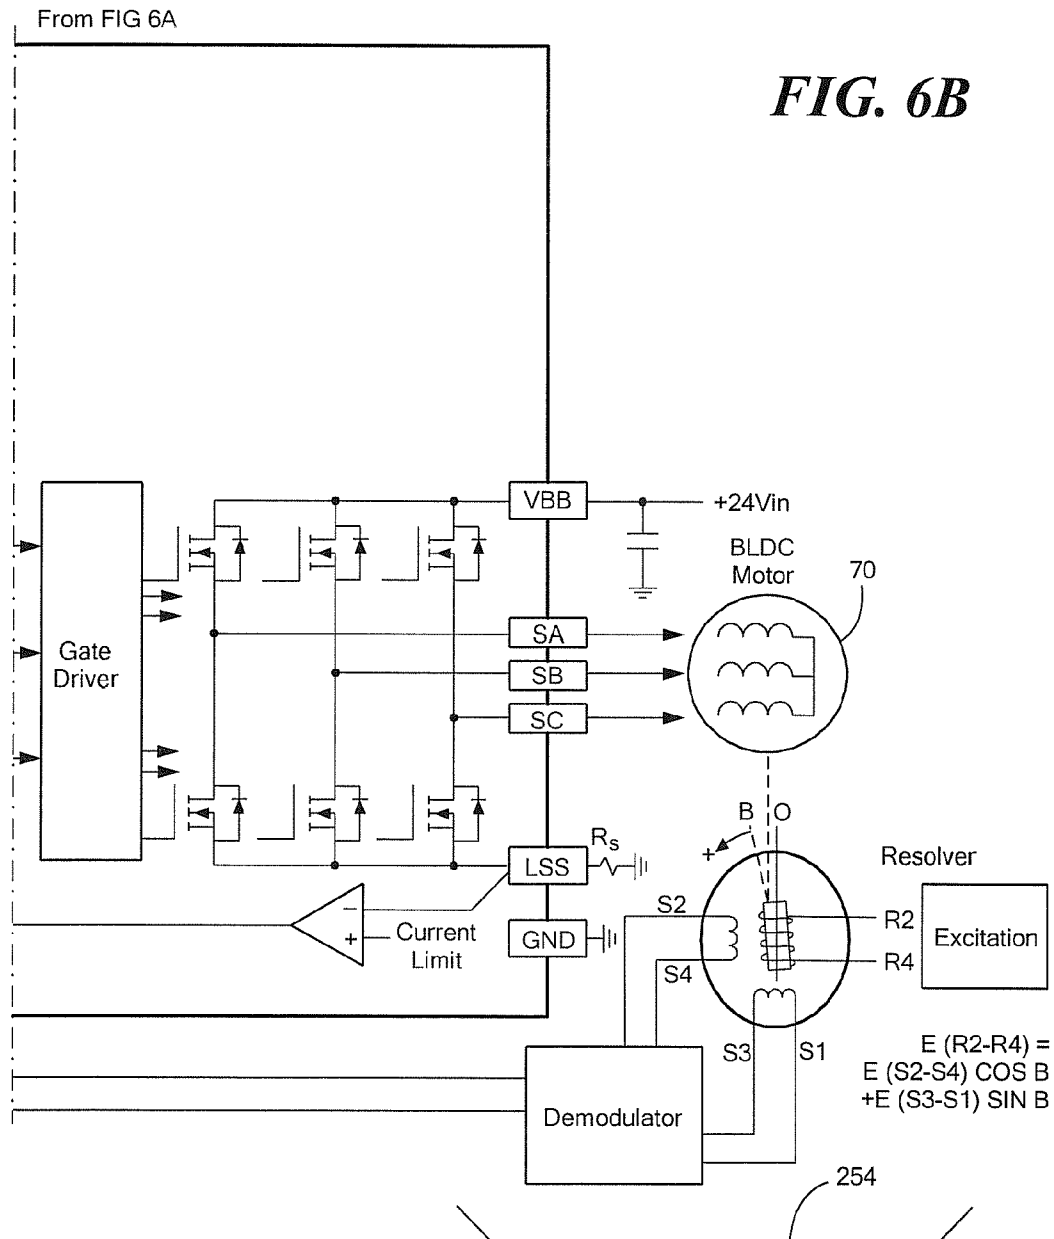 From FIG 6A
FIG. 6B
VBB
+24Vin
BLDC
Motor
70
Gate
Driver
SA
SB
SC
B
O
+
Rs
LSS
Resolver
S2
−
+
Current
Limit
GND
R2
R4
Excitation
S4
S3
S1
E (R2-R4) =
E (S2-S4) COS B
+E (S3-S1) SIN B
Demodulator
254